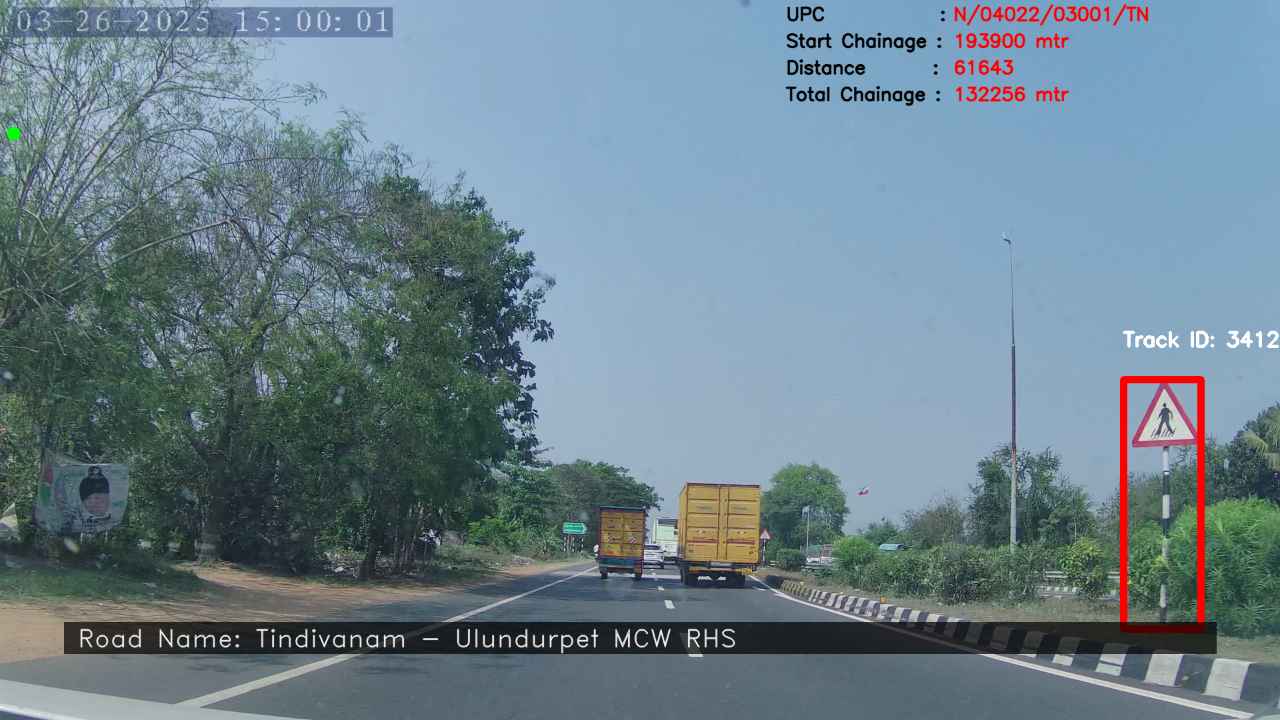 03-26-2025 15:00:01
UPC : N/04022/03001/TN
Start Chainage : 193900 mtr
Distance : 61643
Total Chainage : 132256 mtr
Track ID: 3412
Road Name: Tindivanam - Ulundurpet MCW RHS